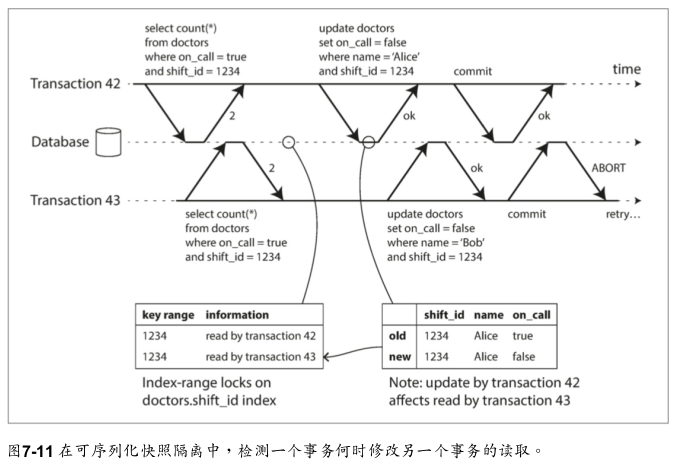 select count(*)
from doctors
where on_call = true
and shift_id = 1234
update doctors
set on_call = false
where name = 'Alice'
and shift_id = 1234
commit
time
Transaction 42
2
ok
ok
Database
2
ok
ABORT
Transaction 43
select count(*)
from doctors
where on_call = true
and shift_id = 1234
update doctors
set on_call = false
where name = 'Bob'
and shift_id = 1234
commit
retry…
key range information
1234 read by transaction 42
1234 read by transaction 43
Index-range locks on
doctors.shift_id index
shift_id name on_call
old 1234 Alice true
new 1234 Alice false
Note: update by transaction 42
affects read by transaction 43
图7-11 在可序列化快照隔离中，检测一个事务何时修改另一个事务的读取。